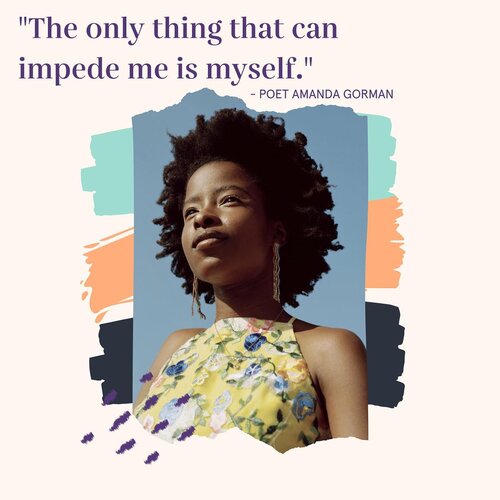 "The only thing that can
impede me is myself."
- POET AMANDA GORMAN